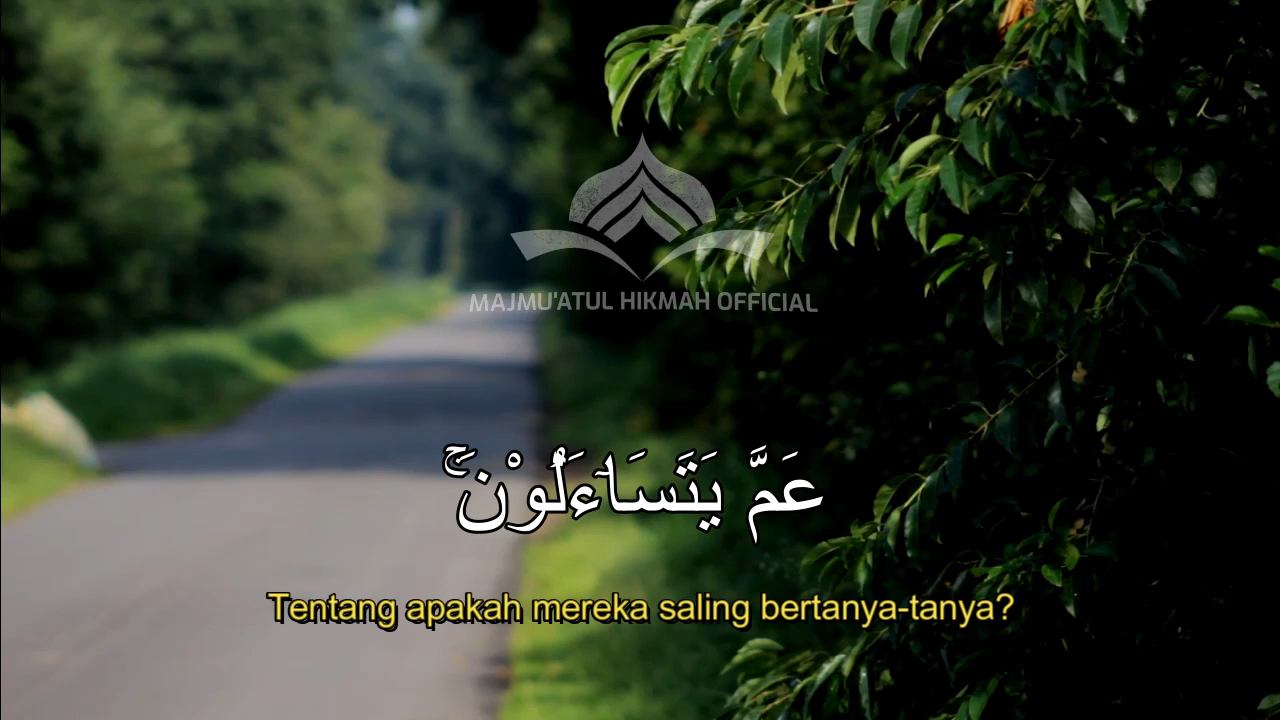 MAJMU'ATUL HIKMAH OFFICIAL
عَمَّ يَتَسَاۤءَلُوْنَۚ
Tentang apakah mereka saling bertanya-tanya?